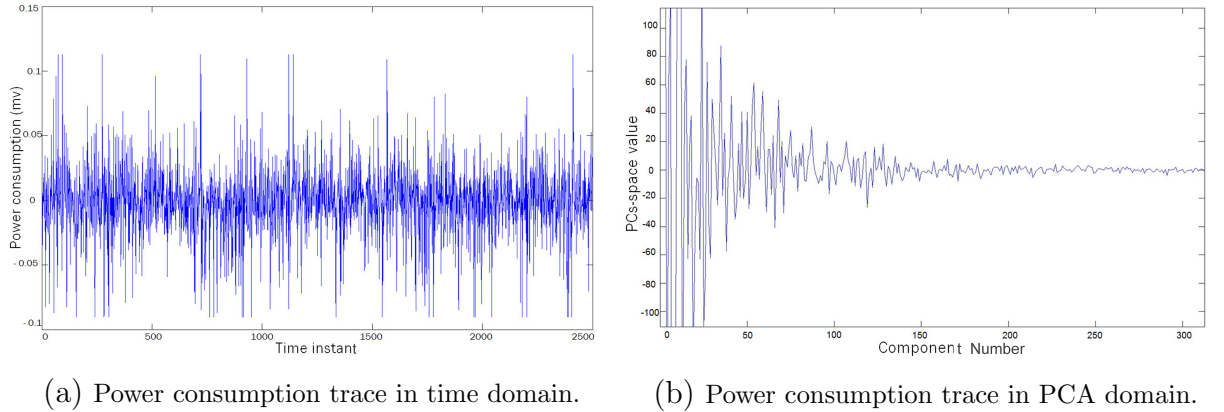 0.15
0.1
0.05
0
- 0.05
- 0.1
Power consumption (mv)
0 500 1000 1500 2000 2500
Time instant
(a) Power consumption trace in time domain.
100
80
60
40
20
0
-20
-40
-60
-80
-100
PCs-space value
0 50 100 150 200 250 300
Component Number
(b) Power consumption trace in PCA domain.